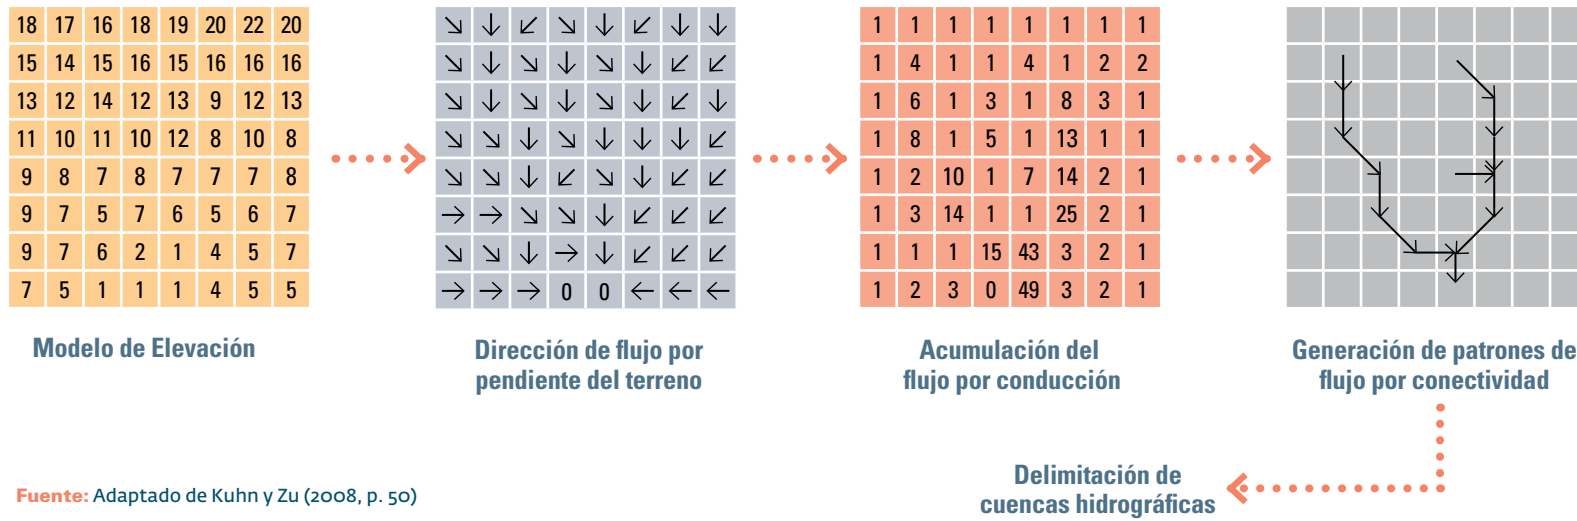 18 17 16 18 19 20 22 20
15 14 15 16 15 16 16 16
13 12 14 12 13 9 12 13
11 10 11 10 12 8 10 8
9 8 7 8 7 7 7 8
9 7 5 7 6 5 6 7
9 7 6 2 1 4 5 7
7 5 1 1 1 4 5 5
Modelo de Elevación
↘ ↓ ↙ ↘ ↓ ↙ ↓ ↓
↘ ↓ ↘ ↓ ↘ ↓ ↙ ↙
↘ ↓ ↘ ↓ ↘ ↓ ↙ ↓
↘ ↘ ↓ ↘ ↓ ↓ ↓ ↙
↘ ↘ ↓ ↙ ↘ ↓ ↙ ↙
→ → ↘ ↘ ↓ ↙ ↙ ↙
↘ ↘ ↓ → ↓ ↙ ↙ ↙
→ → → 0 0 ← ← ←
Dirección de flujo por
pendiente del terreno
1 1 1 1 1 1 1 1
1 4 1 1 4 1 2 2
1 6 1 3 1 8 3 1
1 8 1 5 1 13 1 1
1 2 10 1 7 14 2 1
1 3 14 1 1 25 2 1
1 1 1 15 43 3 2 1
1 2 3 0 49 3 2 1
Acumulación del
flujo por conducción
Generación de patrones de
flujo por conectividad
Delimitación de
cuencas hidrográficas
Fuente: Adaptado de Kuhn y Zu (2008, p. 50)